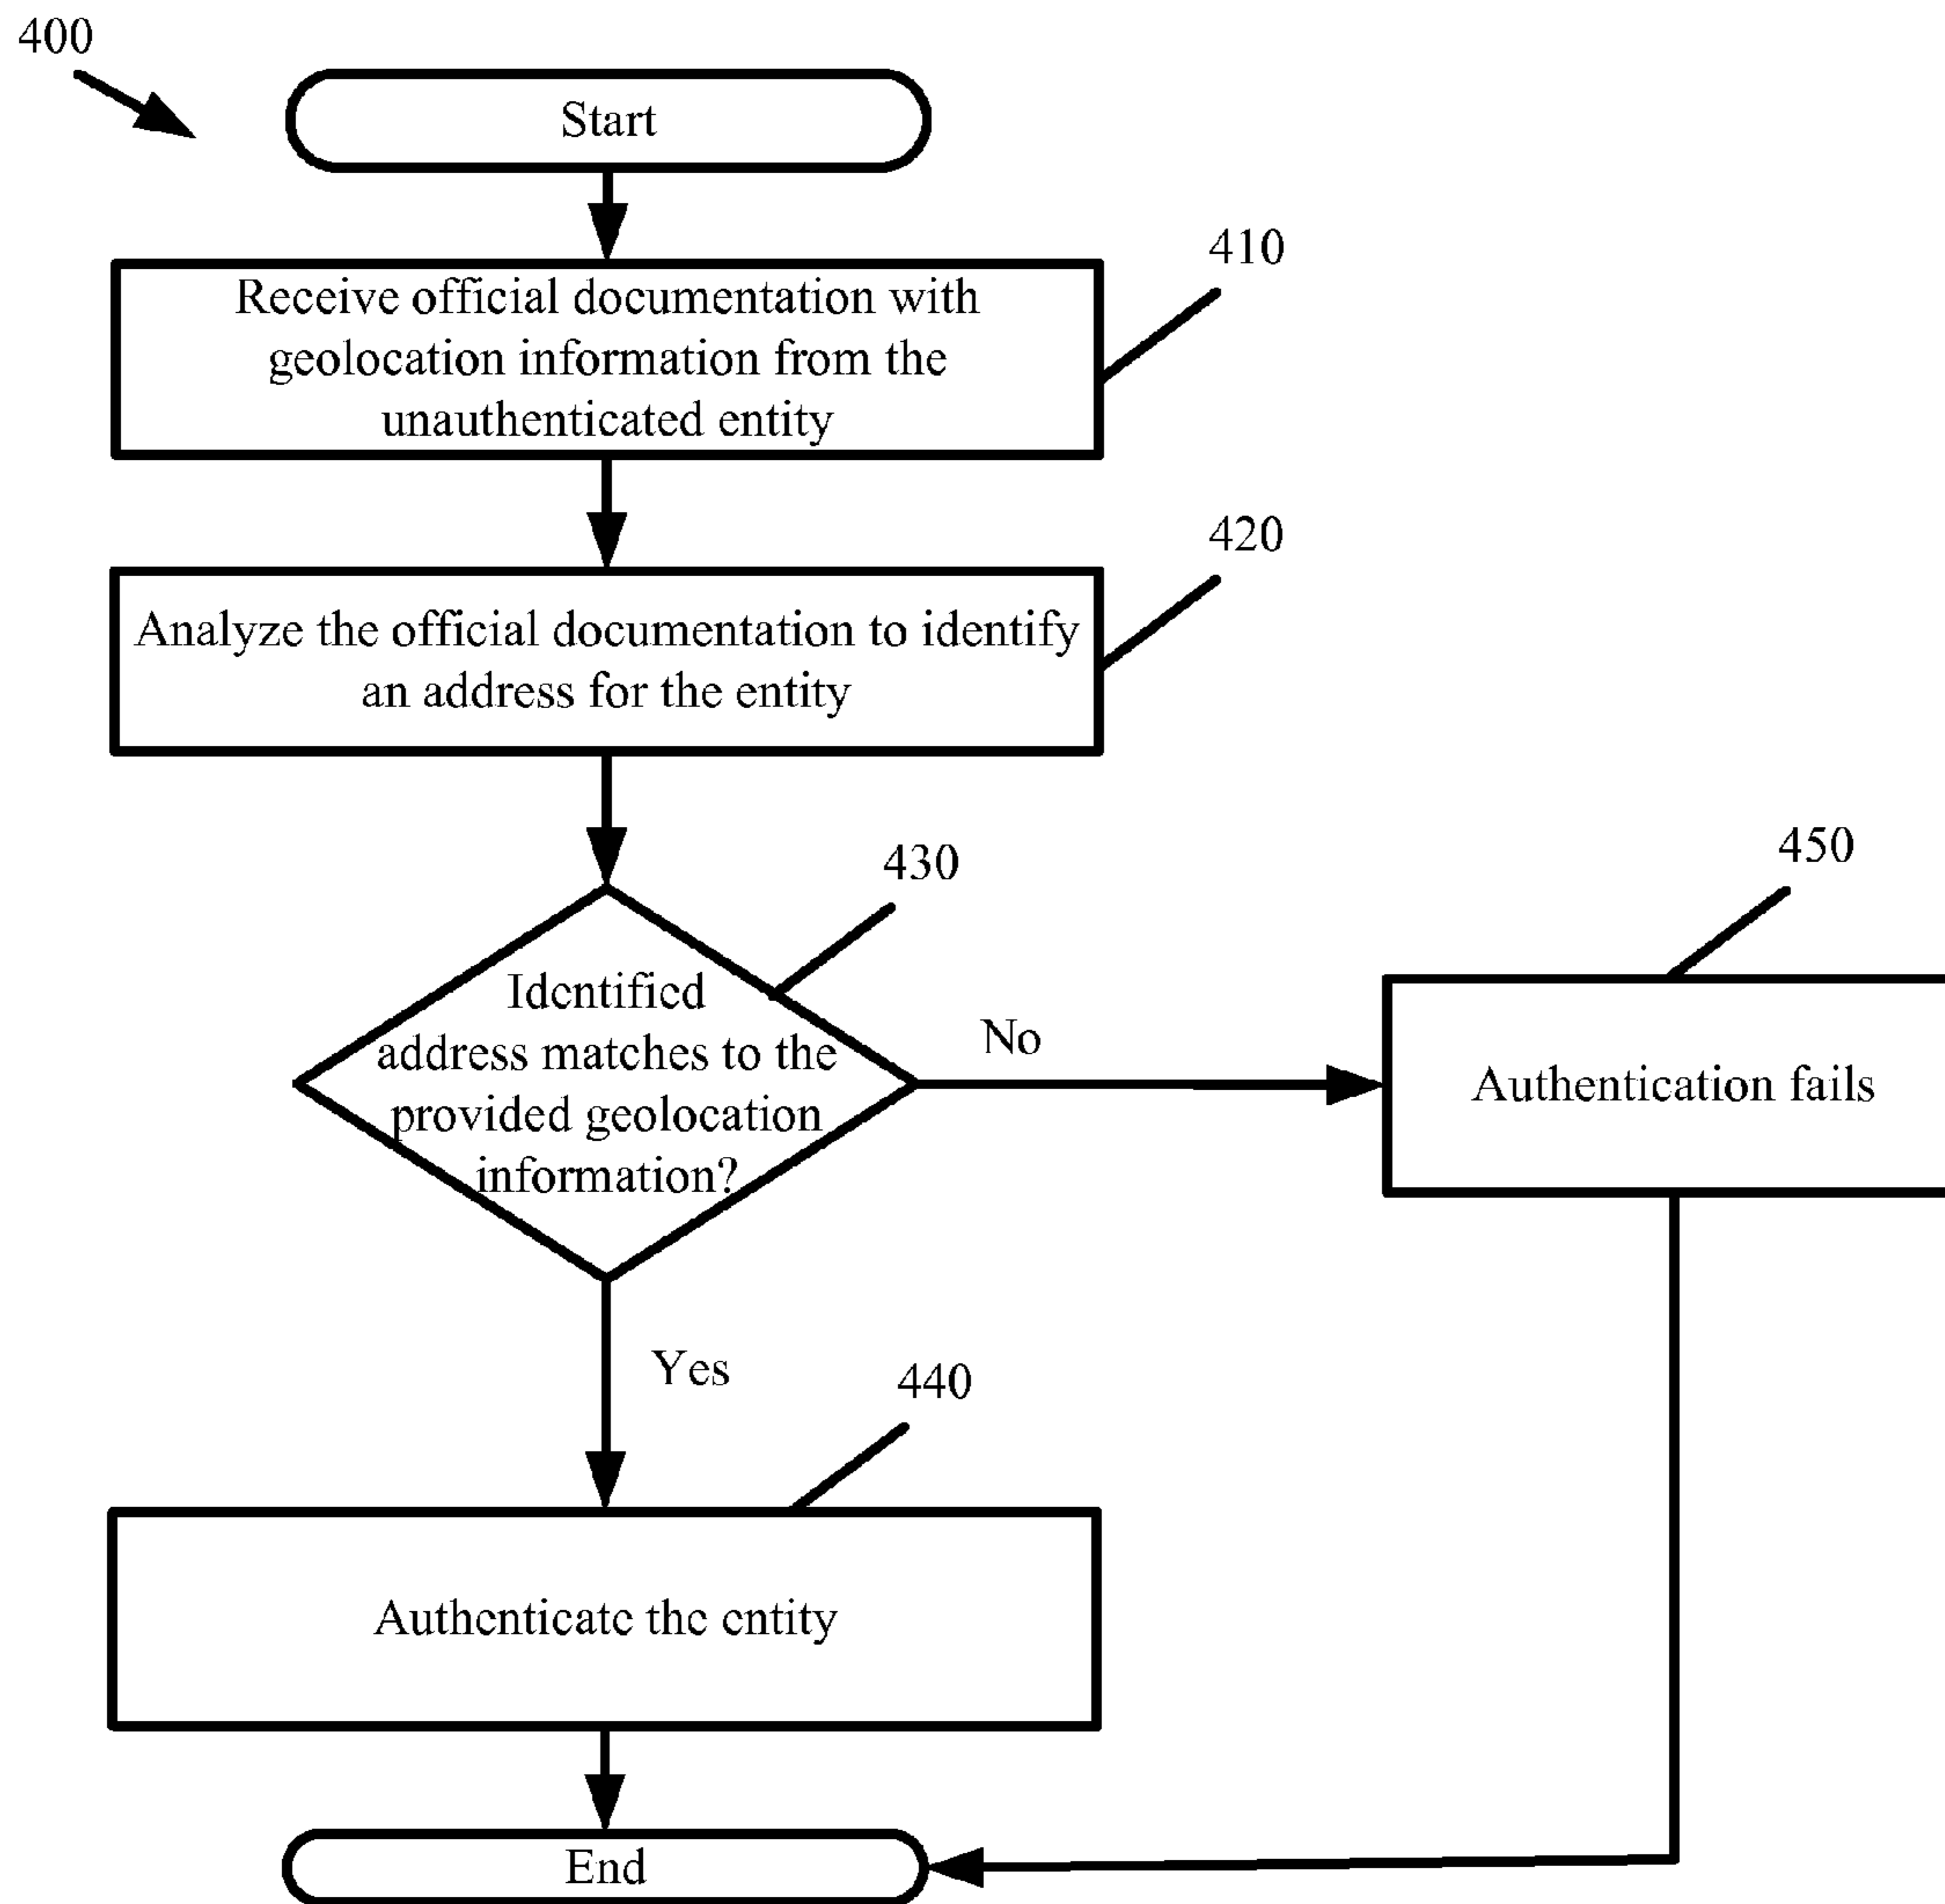 400
Start
410
Receive official documentation with
geolocation information from the
unauthenticated entity
420
Analyze the official documentation to identify
an address for the entity
430
Identified
address matches to the
provided geolocation
information?
No
450
Authentication fails
Yes
440
Authenticate the entity
End